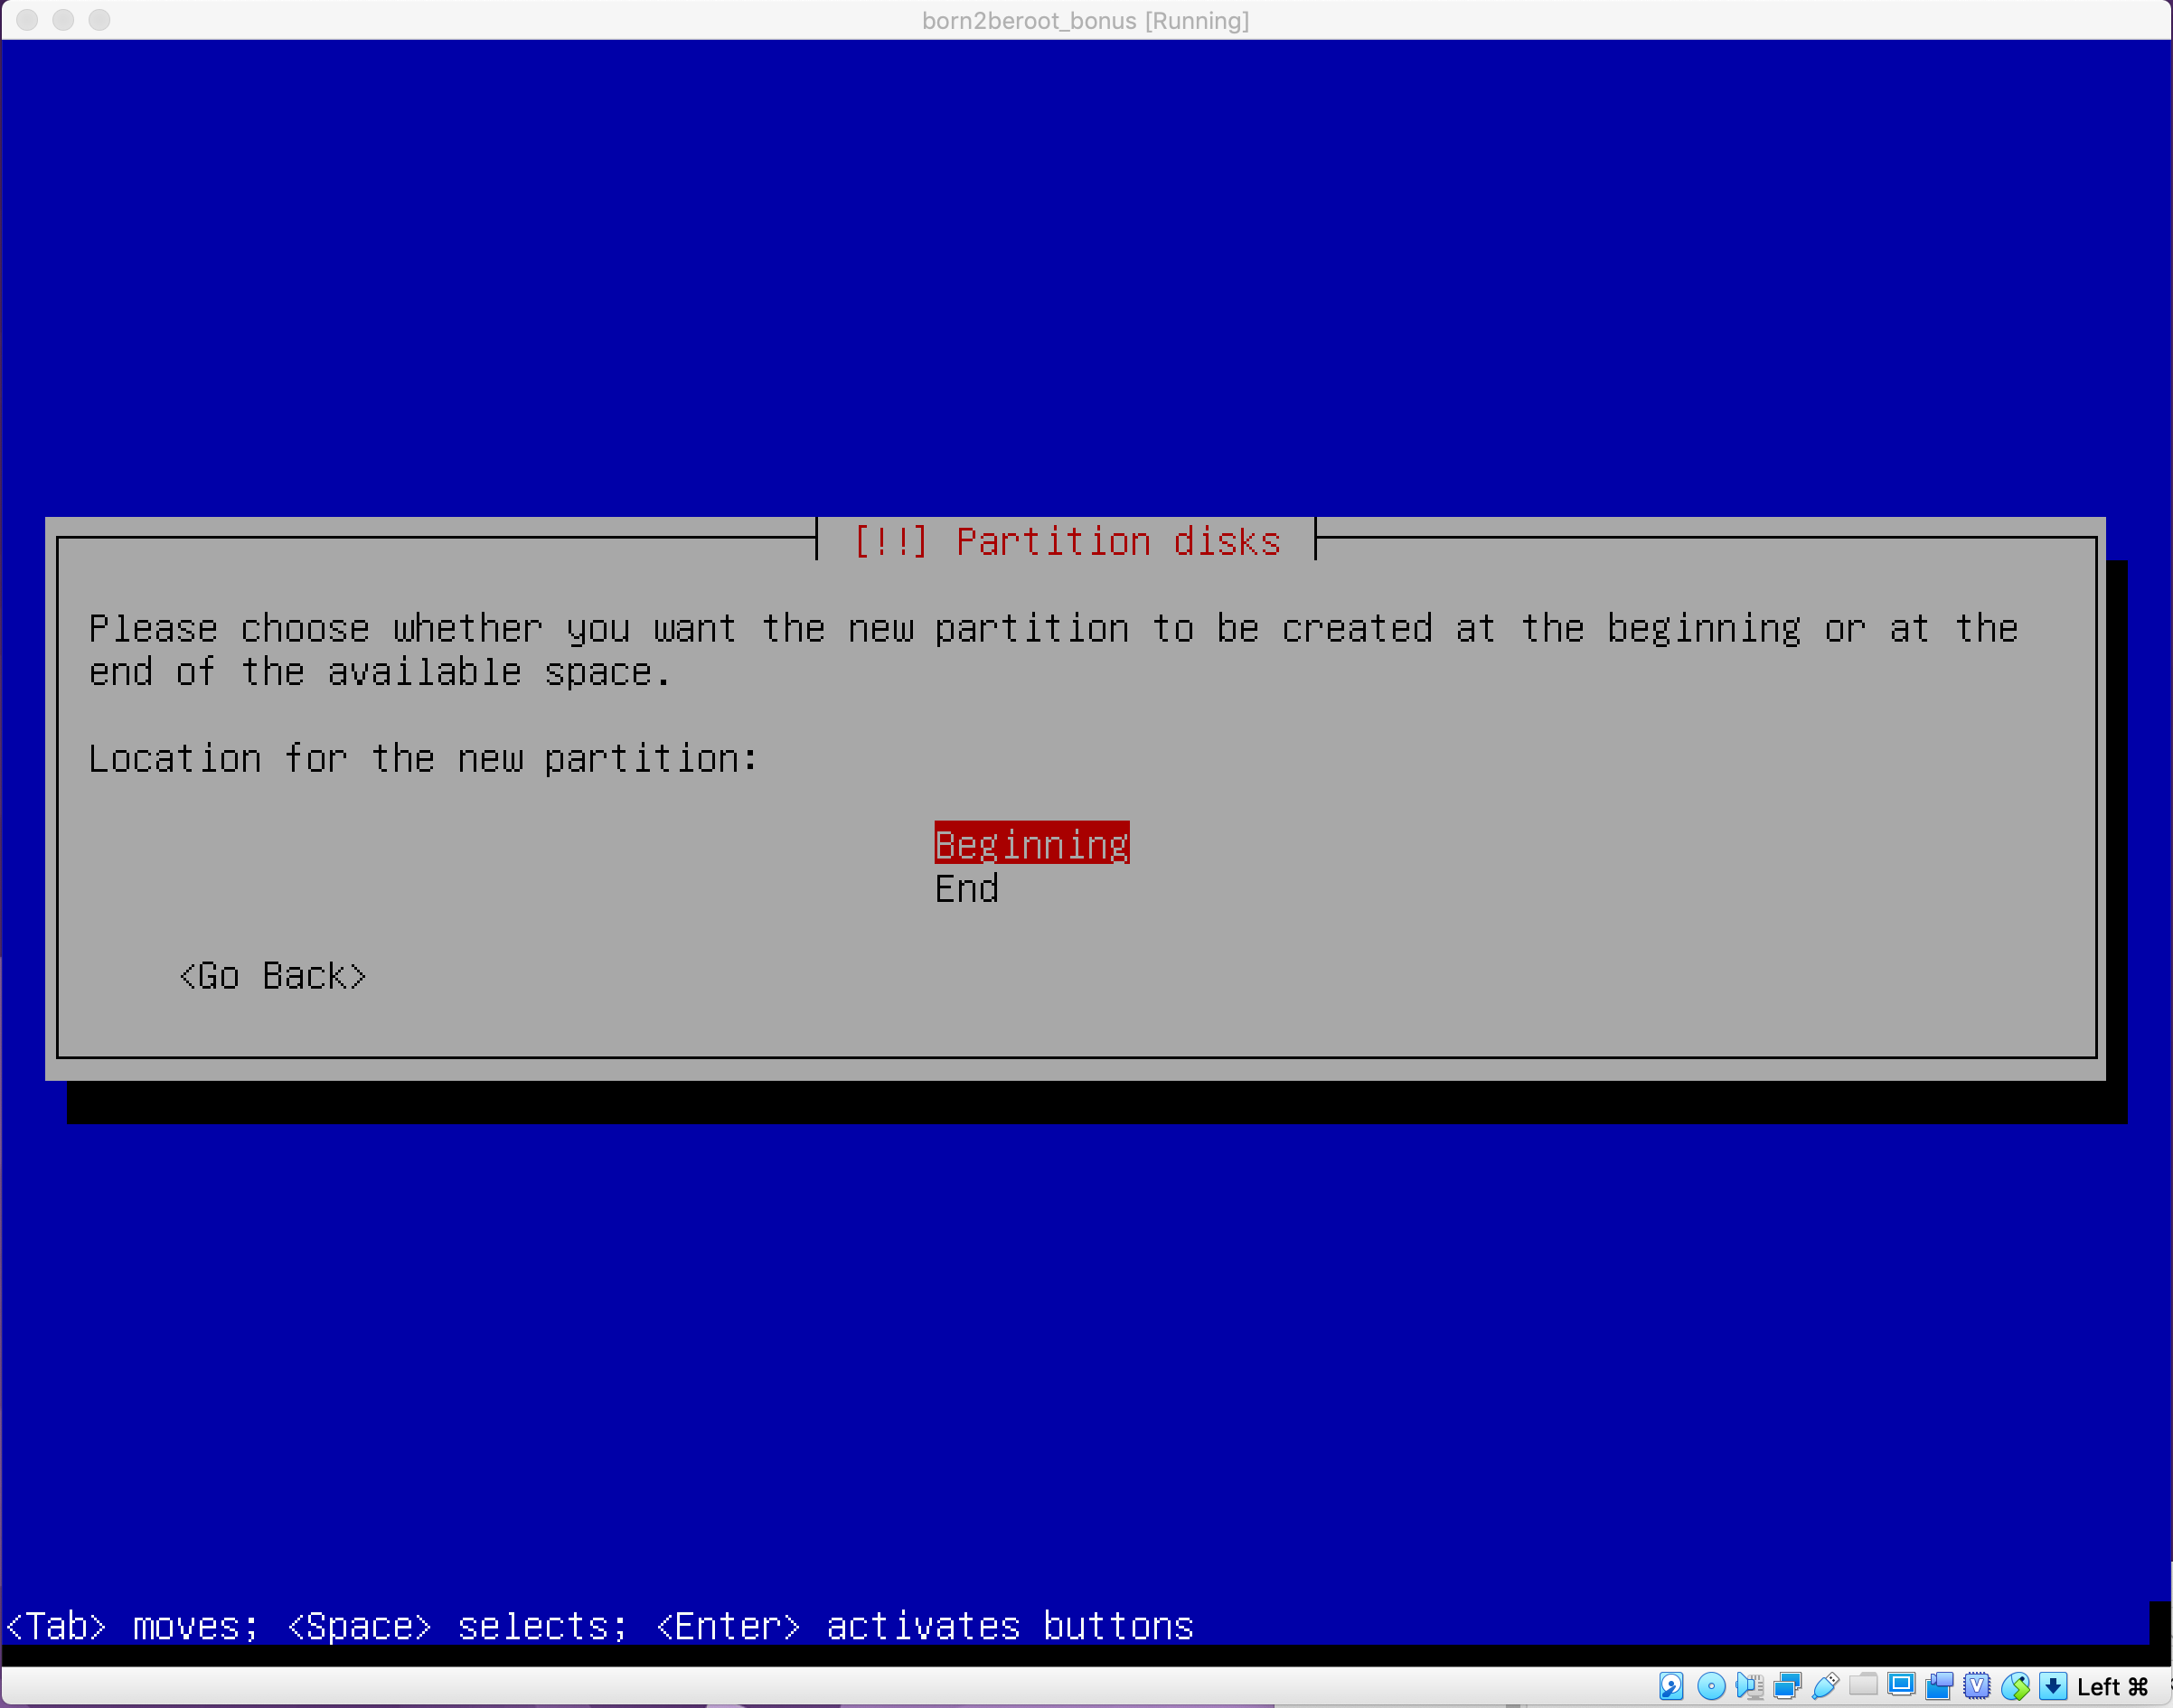 born2beroot_bonus [Running]
[!!] Partition disks
Please choose whether you want the new partition to be created at the beginning or at the
end of the available space.
Location for the new partition:
Beginning
End
<Go Back>
<Tab> moves; <Space> selects; <Enter> activates buttons
Left ⌘